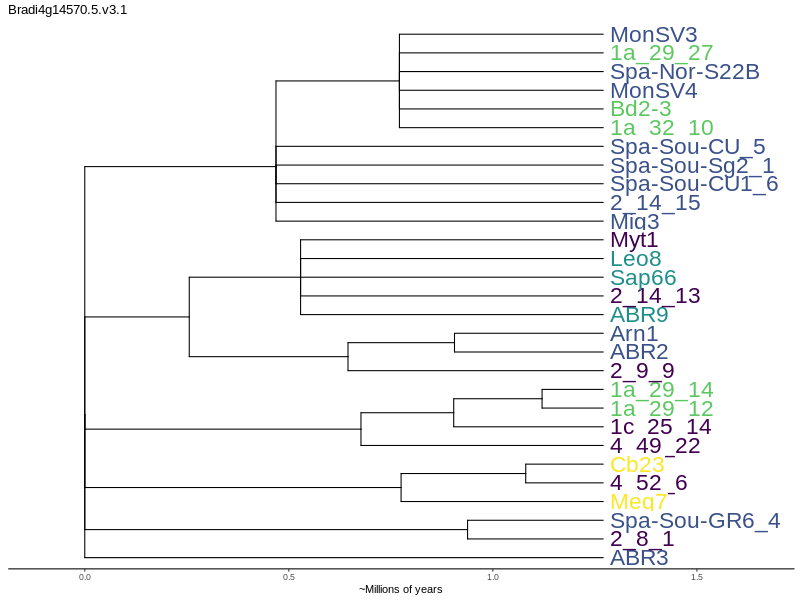 Bradi4g14570.5.v3.1
MonSV3
1a_29_27
Spa-Nor-S22B
MonSV4
Bd2-3
1a_32_10
Spa-Sou-CU_5
Spa-Sou-Sg2_1
Spa-Sou-CU1_6
2_14_15
Mig3
Myt1
Leo8
Sap66
2_14_13
ABR9
Arn1
ABR2
2_9_9
1a_29_14
1a_29_12
1c_25_14
4_49_22
Cb23
4_52_6
Meg7
Spa-Sou-GR6_4
2_8_1
ABR3
0.0 0.5 1.0 1.5
~Millions of years